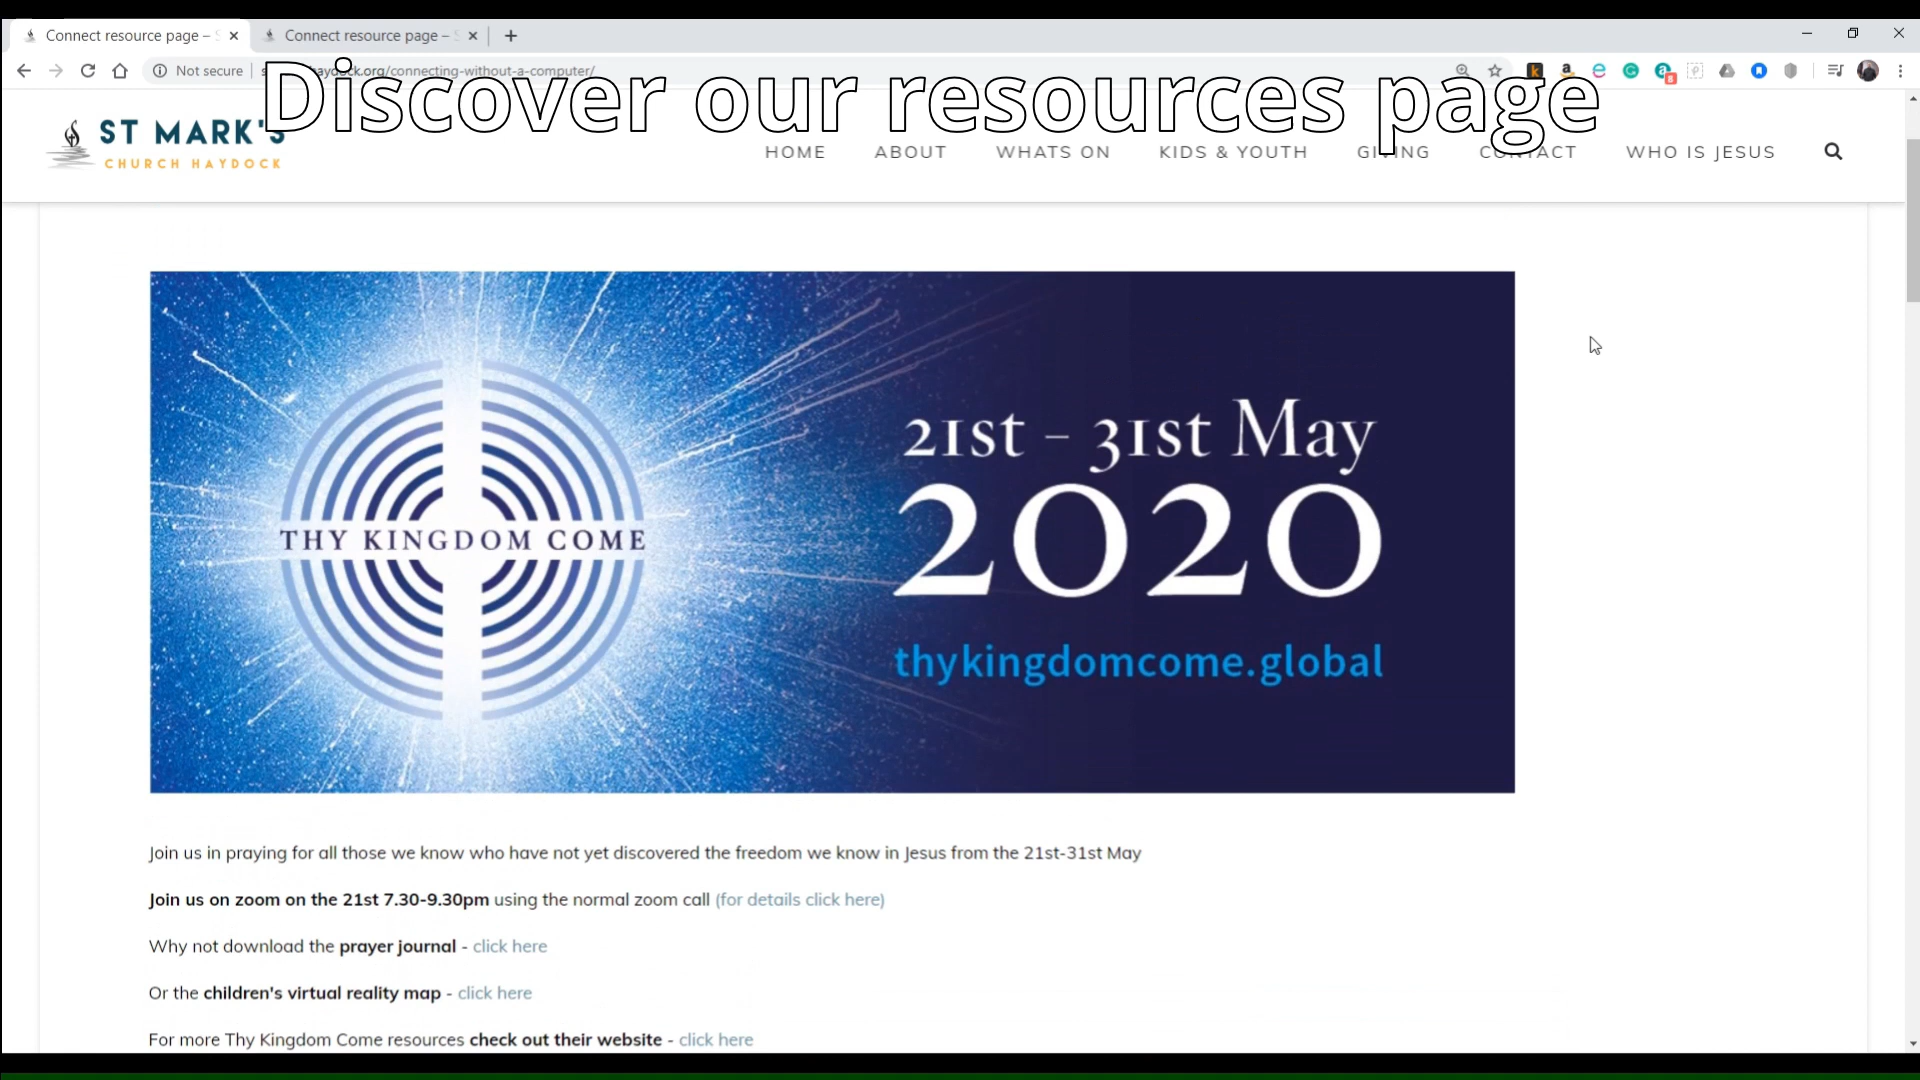 Connect resource page –
Connect resource page –
Not secure
haydock.org/connecting-without-a-computer/
Discover our resources page
ST MARK'S
CHURCH HAYDOCK
HOME
ABOUT
WHATS ON
KIDS & YOUTH
GIVING
CONTACT
WHO IS JESUS
THY KINGDOM COME
21st – 31st May
2020
thykingdomcome.global
Join us in praying for all those we know who have not yet discovered the freedom we know in Jesus from the 21st-31st May
Join us on zoom on the 21st 7.30-9.30pm using the normal zoom call (for details click here)
Why not download the prayer journal - click here
Or the children's virtual reality map - click here
For more Thy Kingdom Come resources check out their website - click here